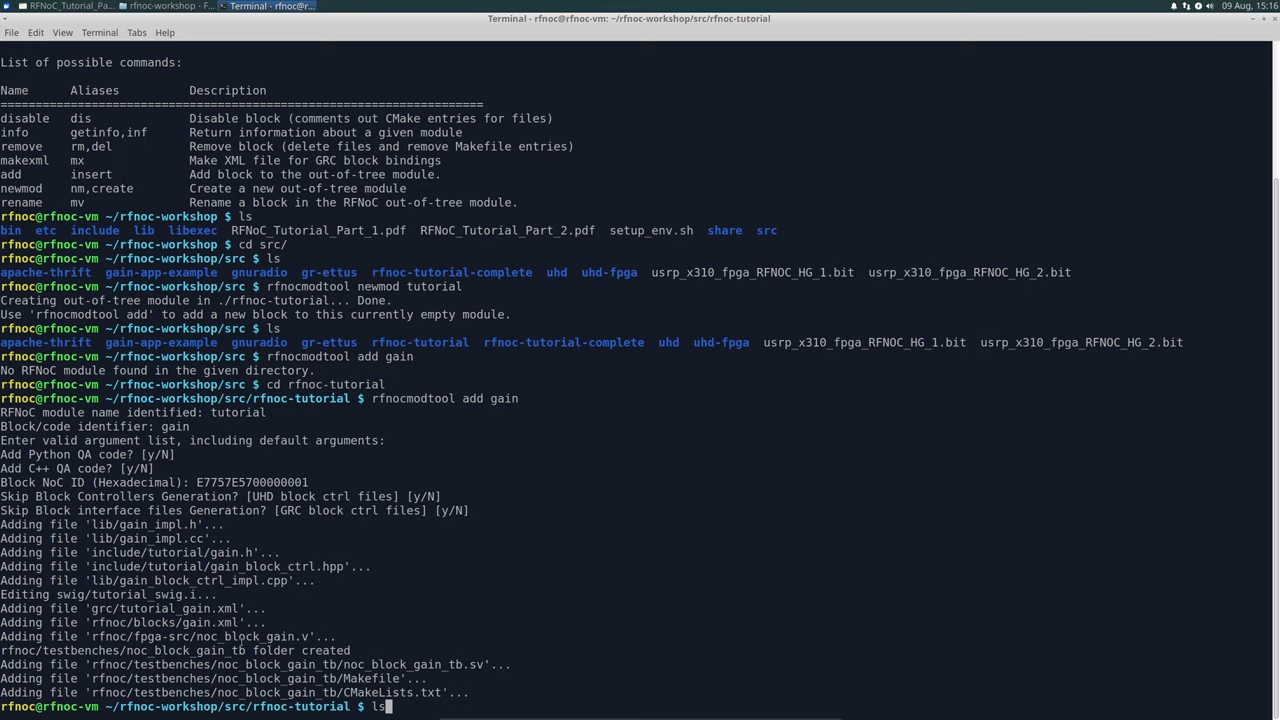 RFNoC_Tutorial_Pa... rfnoc-workshop - F... Terminal - rfnoc@r... 09 Aug, 15:16
Terminal - rfnoc@rfnoc-vm: ~/rfnoc-workshop/src/rfnoc-tutorial
File Edit View Terminal Tabs Help
List of possible commands:
Name Aliases Description
=====================================================================
disable dis Disable block (comments out CMake entries for files)
info getinfo,inf Return information about a given module
remove rm,del Remove block (delete files and remove Makefile entries)
makexml mx Make XML file for GRC block bindings
add insert Add block to the out-of-tree module.
newmod nm,create Create a new out-of-tree module
rename mv Rename a block in the RFNoC out-of-tree module.
rfnoc@rfnoc-vm ~/rfnoc-workshop $ ls
bin etc include lib libexec RFNoC_Tutorial_Part_1.pdf RFNoC_Tutorial_Part_2.pdf setup_env.sh share src
rfnoc@rfnoc-vm ~/rfnoc-workshop $ cd src/
rfnoc@rfnoc-vm ~/rfnoc-workshop/src $ ls
apache-thrift gain-app-example gnuradio gr-ettus rfnoc-tutorial-complete uhd uhd-fpga usrp_x310_fpga_RFNOC_HG_1.bit usrp_x310_fpga_RFNOC_HG_2.bit
rfnoc@rfnoc-vm ~/rfnoc-workshop/src $ rfnocmodtool newmod tutorial
Creating out-of-tree module in ./rfnoc-tutorial... Done.
Use 'rfnocmodtool add' to add a new block to this currently empty module.
rfnoc@rfnoc-vm ~/rfnoc-workshop/src $ ls
apache-thrift gain-app-example gnuradio gr-ettus rfnoc-tutorial rfnoc-tutorial-complete uhd uhd-fpga usrp_x310_fpga_RFNOC_HG_1.bit usrp_x310_fpga_RFNOC_HG_2.bit
rfnoc@rfnoc-vm ~/rfnoc-workshop/src $ rfnocmodtool add gain
No RFNoC module found in the given directory.
rfnoc@rfnoc-vm ~/rfnoc-workshop/src $ cd rfnoc-tutorial
rfnoc@rfnoc-vm ~/rfnoc-workshop/src/rfnoc-tutorial $ rfnocmodtool add gain
RFNoC module name identified: tutorial
Block/code identifier: gain
Enter valid argument list, including default arguments:
Add Python QA code? [y/N]
Add C++ QA code? [y/N]
Block NoC ID (Hexadecimal): E7757E5700000001
Skip Block Controllers Generation? [UHD block ctrl files] [y/N]
Skip Block interface files Generation? [GRC block ctrl files] [y/N]
Adding file 'lib/gain_impl.h'...
Adding file 'lib/gain_impl.cc'...
Adding file 'include/tutorial/gain.h'...
Adding file 'include/tutorial/gain_block_ctrl.hpp'...
Adding file 'lib/gain_block_ctrl_impl.cpp'...
Editing swig/tutorial_swig.i...
Adding file 'grc/tutorial_gain.xml'...
Adding file 'rfnoc/blocks/gain.xml'...
Adding file 'rfnoc/fpga-src/noc_block_gain.v'...
rfnoc/testbenches/noc_block_gain_tb folder created
Adding file 'rfnoc/testbenches/noc_block_gain_tb/noc_block_gain_tb.sv'...
Adding file 'rfnoc/testbenches/noc_block_gain_tb/Makefile'...
Adding file 'rfnoc/testbenches/noc_block_gain_tb/CMakeLists.txt'...
rfnoc@rfnoc-vm ~/rfnoc-workshop/src/rfnoc-tutorial $ ls